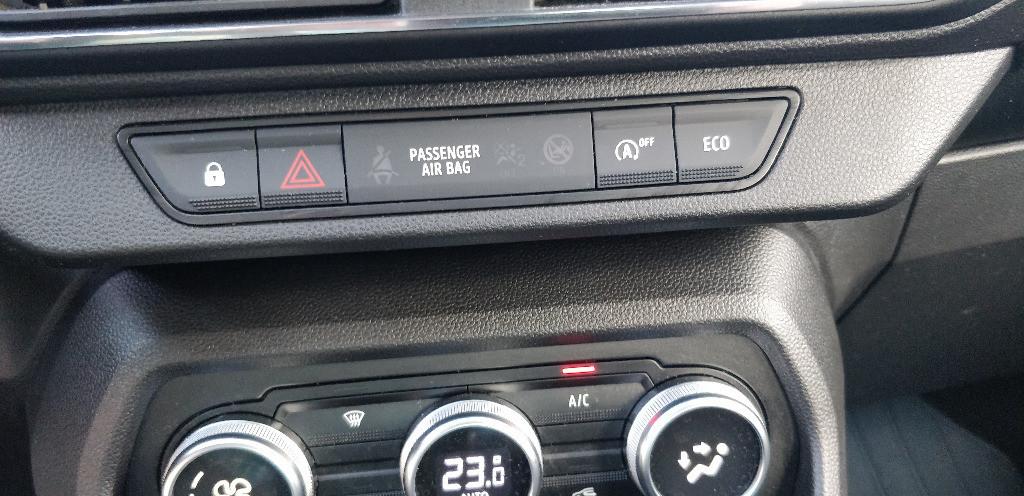 PASSENGER
AIR BAG
A OFF
ECO
A/C
23.0
AUTO